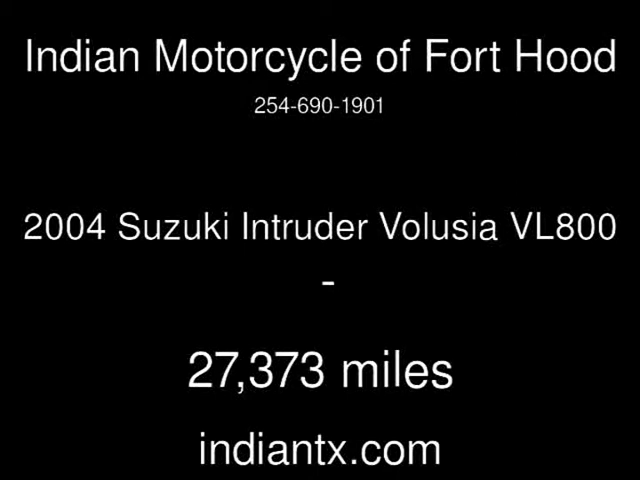 Indian Motorcycle of Fort Hood
254-690-1901
2004 Suzuki Intruder Volusia VL800
-
27,373 miles
indiantx.com